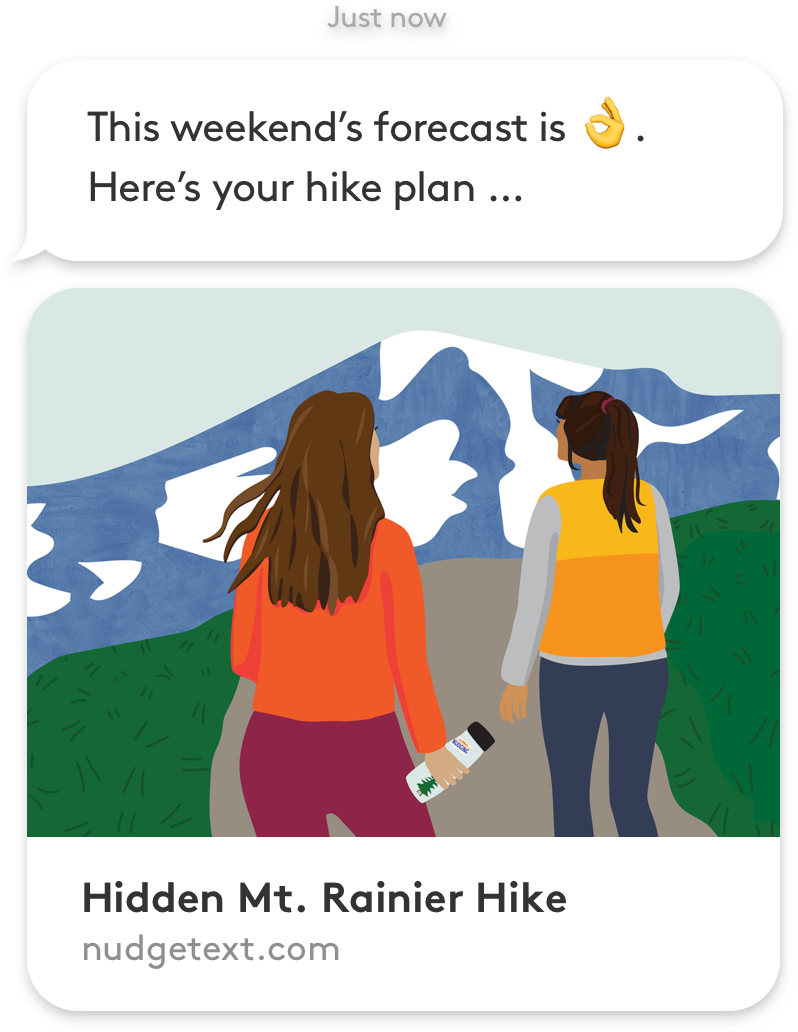 Just now
This weekend’s forecast is 👌.
Here’s your hike plan ...
Hidden Mt. Rainier Hike
nudgetext.com